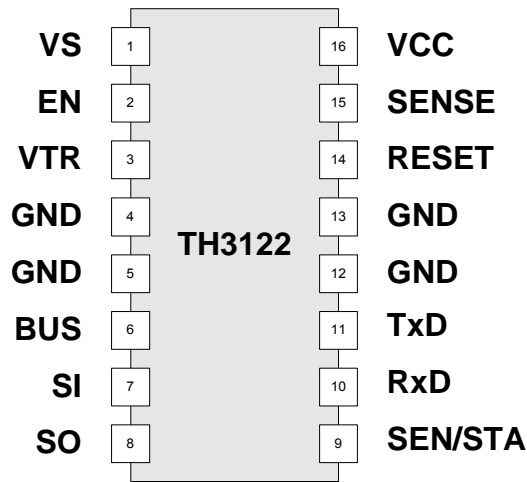 VS 1 16 VCC
EN 2 15 SENSE
VTR 3 14 RESET
GND 4 13 GND
TH3122
GND 5 12 GND
BUS 6 11 TxD
SI 7 10 RxD
SO 8 9 SEN/STA